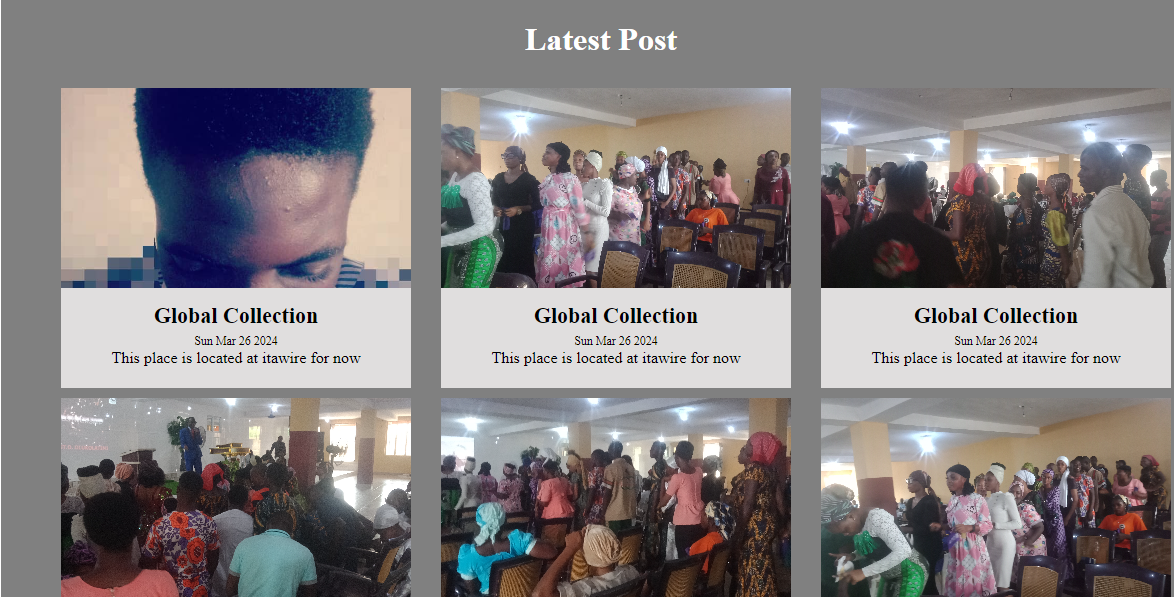 Latest Post
Global Collection
Sun Mar 26 2024
This place is located at itawire for now
Global Collection
Sun Mar 26 2024
This place is located at itawire for now
Global Collection
Sun Mar 26 2024
This place is located at itawire for now